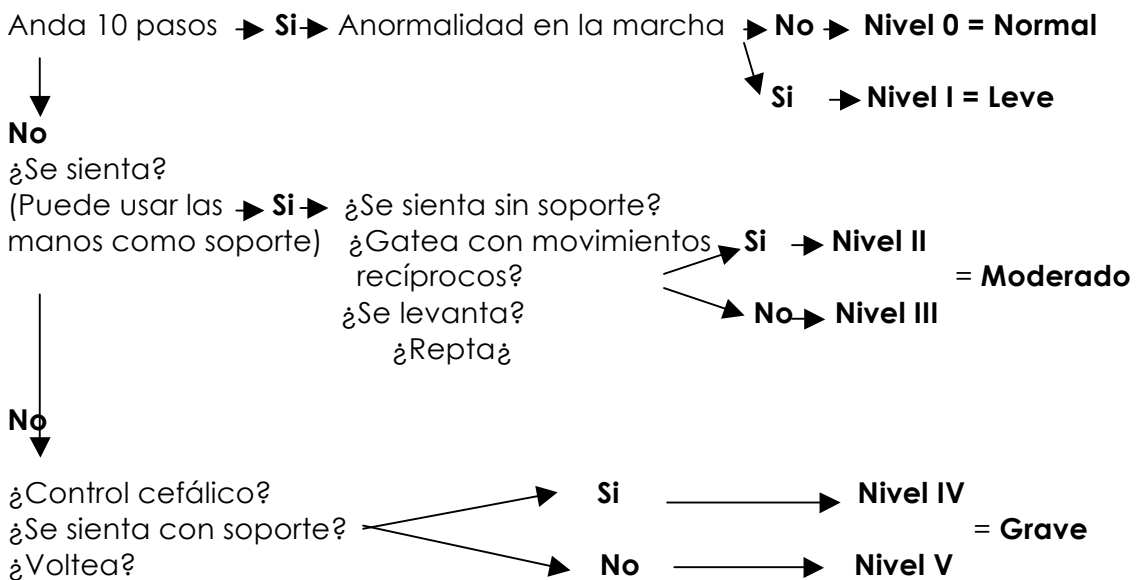 Anda 10 pasos Si Anormalidad en la marcha No Nivel 0 = Normal
Si Nivel I = Leve
No
¿Se sienta?
(Puede usar las Si ¿Se sienta sin soporte?
manos como soporte) ¿Gatea con movimientos Si Nivel II
recíprocos? = Moderado
¿Se levanta? No Nivel III
¿Repta¿
No
¿Control cefálico? Si Nivel IV
¿Se sienta con soporte? = Grave
¿Voltea? No Nivel V